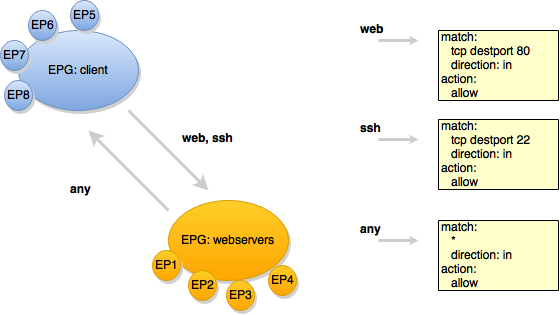 EP5
EP6
EP7
EP8
EPG: client
web, ssh
any
EPG: webservers
EP1
EP2
EP3
EP4
web
match:
tcp destport 80
direction: in
action:
allow
ssh
match:
tcp destport 22
direction: in
action:
allow
any
match:
*
direction: in
action:
allow